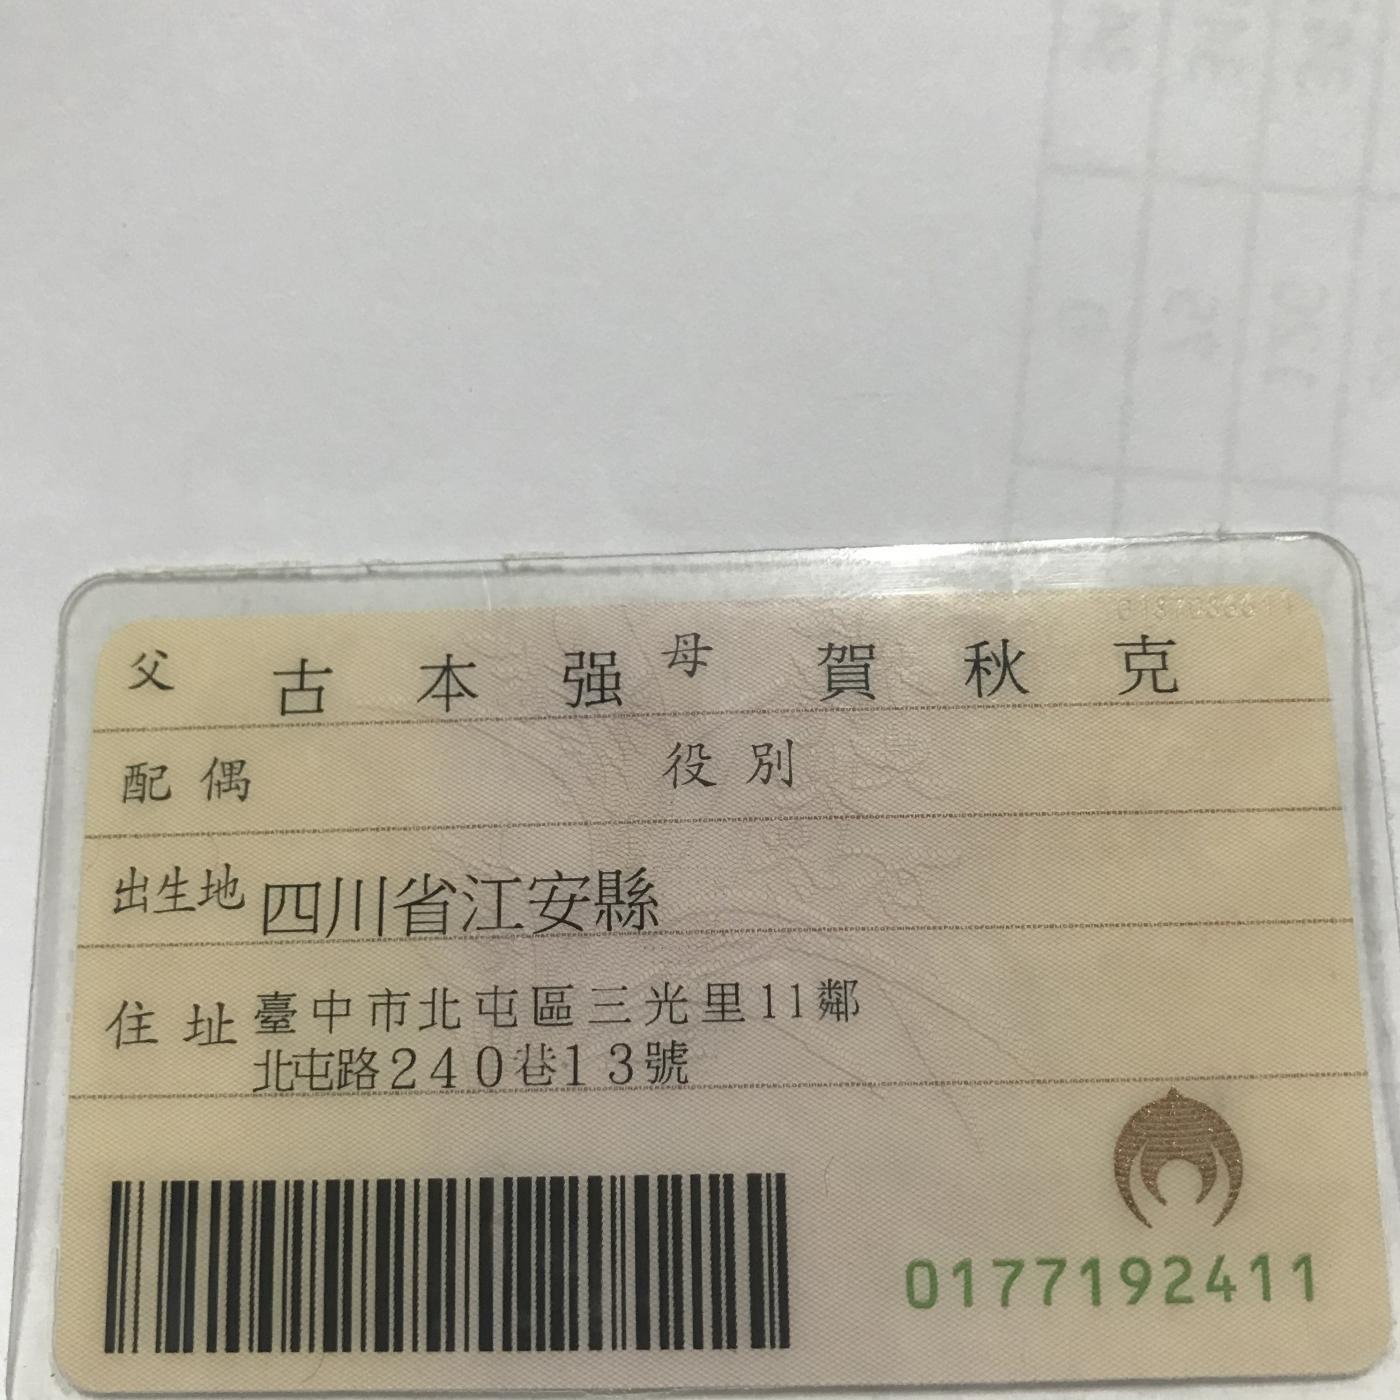 父 古本强 母 賀秋克
配偶 役別
出生地 四川省江安縣
住址 臺中市北屯區三光里11鄰
北屯路240巷13號
0177192411